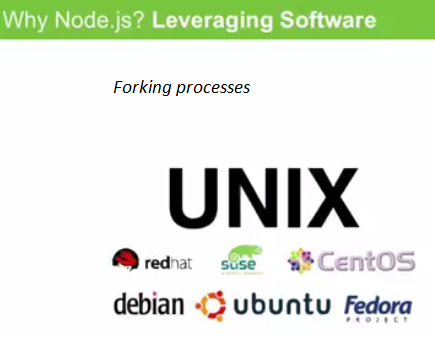 Why Node.js? Leveraging Software
Forking processes
UNIX
redhat suse CentOS
debian ubuntu Fedora
PROJECT